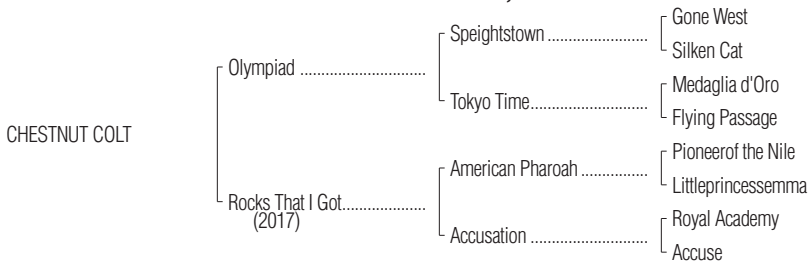 Gone West
Speightstown ....................
Silken Cat
Olympiad .........................
Medaglia d'Oro
Tokyo Time.......................
Flying Passage
CHESTNUT COLT
Pioneerof the Nile
American Pharoah .............
Littleprincessemma
Rocks That I Got................
(2017)
Royal Academy
Accusation .......................
Accuse